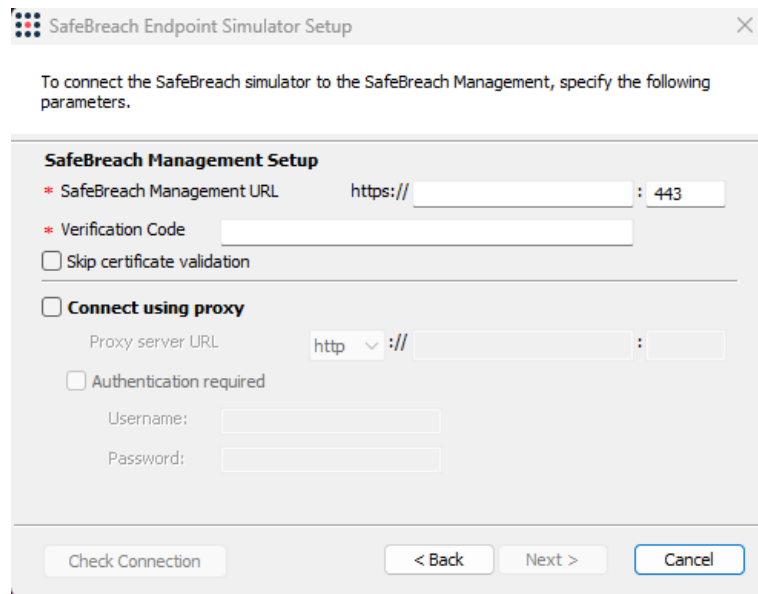 SafeBreach Endpoint Simulator Setup
To connect the SafeBreach simulator to the SafeBreach Management, specify the following
parameters.
SafeBreach Management Setup
* SafeBreach Management URL https:// : 443
* Verification Code
Skip certificate validation
Connect using proxy
Proxy server URL http :// :
Authentication required
Username:
Password:
Check Connection < Back Next > Cancel